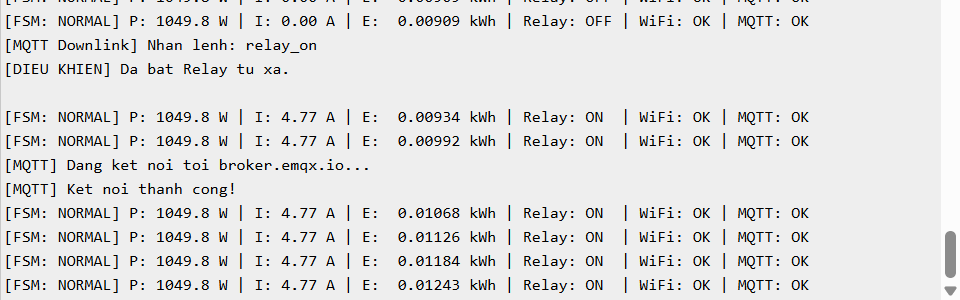 [FSM: NORMAL] P: 1049.8 W | I: 0.00 A | E:  0.00909 kWh | Relay: OFF | WiFi: OK | MQTT: OK
[MQTT Downlink] Nhan lenh: relay_on
[DIEU KHIEN] Da bat Relay tu xa.
[FSM: NORMAL] P: 1049.8 W | I: 4.77 A | E:  0.00934 kWh | Relay: ON  | WiFi: OK | MQTT: OK
[FSM: NORMAL] P: 1049.8 W | I: 4.77 A | E:  0.00992 kWh | Relay: ON  | WiFi: OK | MQTT: OK
[MQTT] Dang ket noi toi broker.emqx.io...
[MQTT] Ket noi thanh cong!
[FSM: NORMAL] P: 1049.8 W | I: 4.77 A | E:  0.01068 kWh | Relay: ON  | WiFi: OK | MQTT: OK
[FSM: NORMAL] P: 1049.8 W | I: 4.77 A | E:  0.01126 kWh | Relay: ON  | WiFi: OK | MQTT: OK
[FSM: NORMAL] P: 1049.8 W | I: 4.77 A | E:  0.01184 kWh | Relay: ON  | WiFi: OK | MQTT: OK
[FSM: NORMAL] P: 1049.8 W | I: 4.77 A | E:  0.01243 kWh | Relay: ON  | WiFi: OK | MQTT: OK